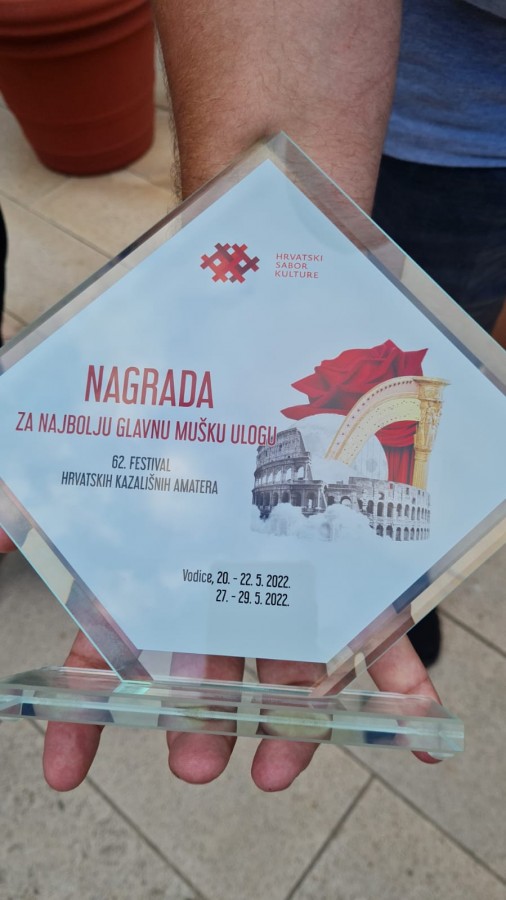 HRVATSKI
SABOR
KULTURE
NAGRADA
ZA NAJBOLJU GLAVNU MUŠKU ULOGU
62. FESTIVAL
HRVATSKIH KAZALIŠNIH AMATERA
Vodice, 20. - 22. 5. 2022.
27. - 29. 5. 2022.